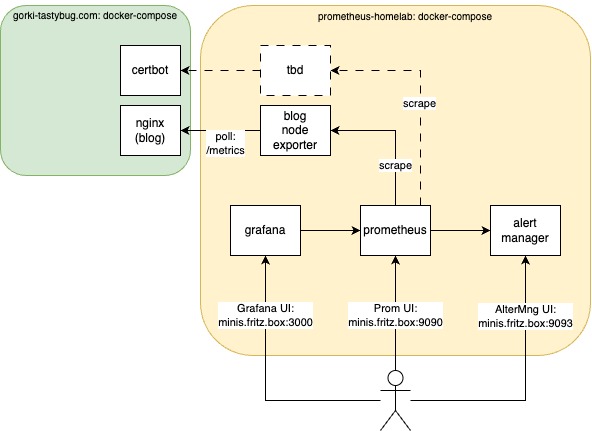 gorki-tastybug.com: docker-compose
prometheus-homelab: docker-compose
certbot
tbd
scrape
nginx
(blog)
poll:
/metrics
blog
node
exporter
scrape
grafana
prometheus
alert
manager
Grafana UI:
minis.fritz.box:3000
Prom UI:
minis.fritz.box:9090
AlterMng UI:
minis.fritz.box:9093